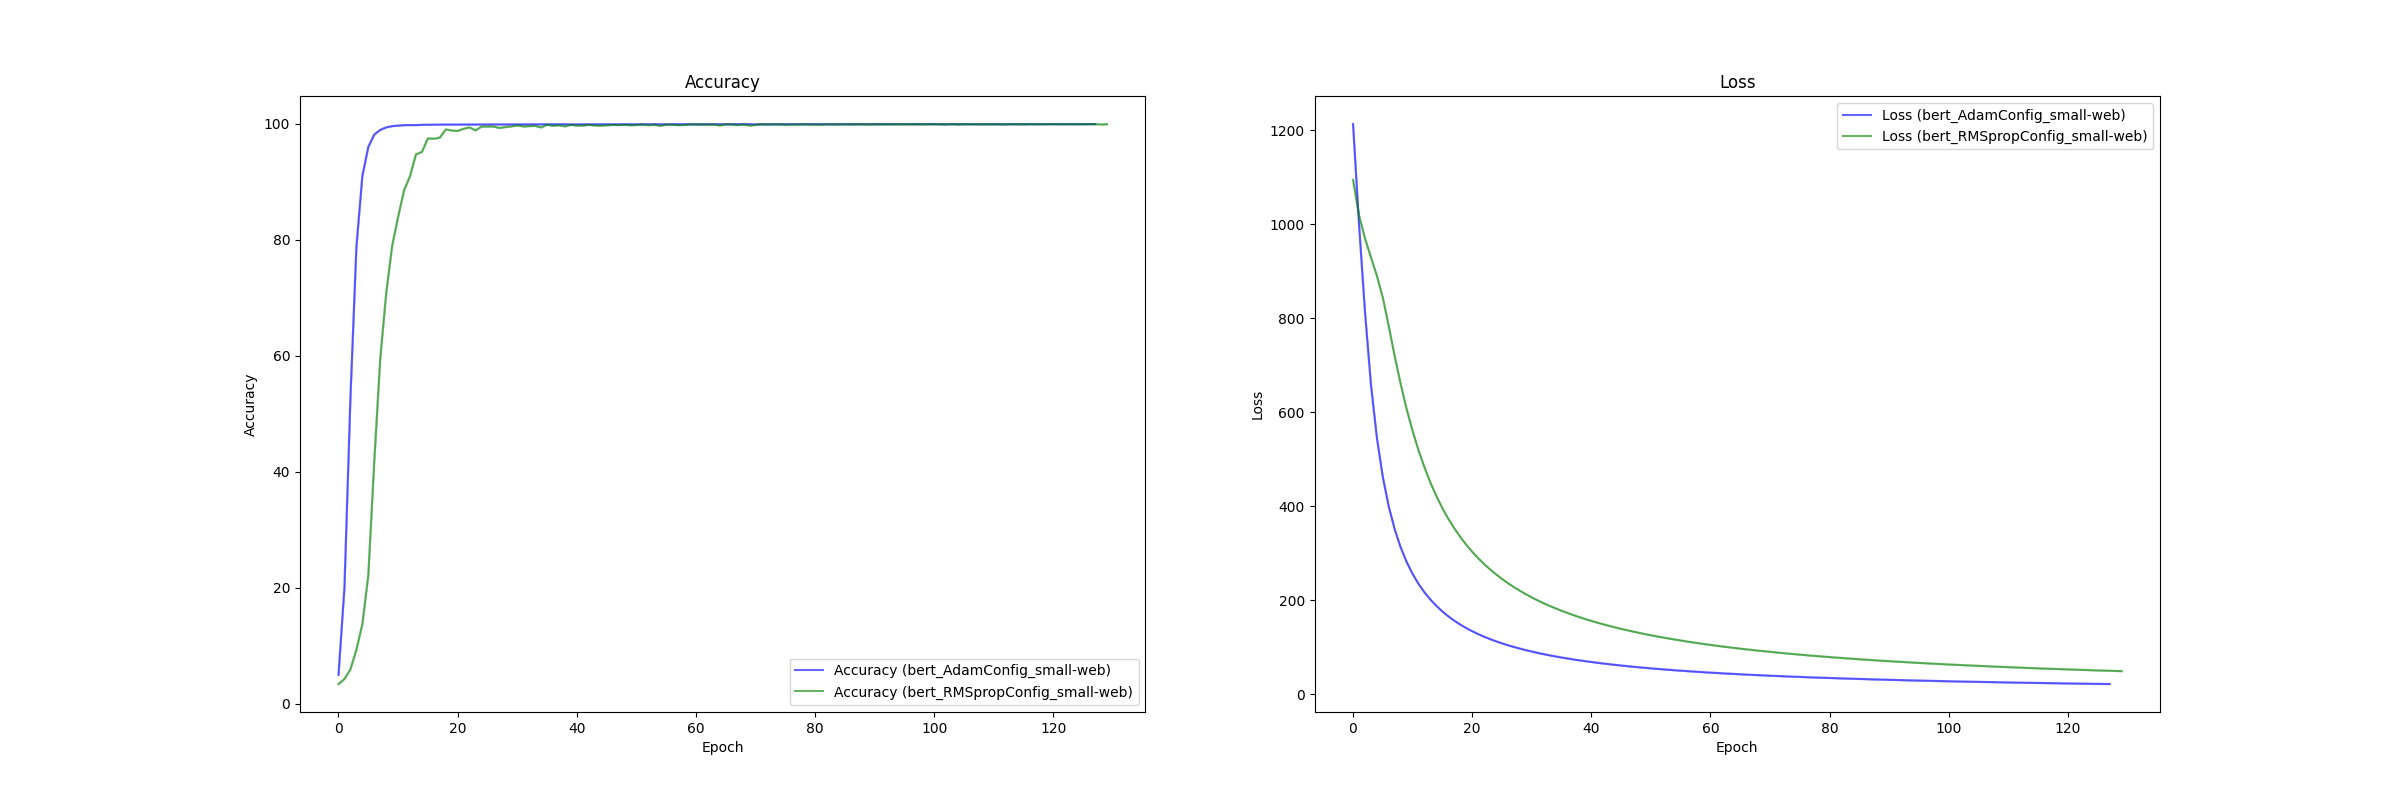 Accuracy
100
80
60
40
20
0
Accuracy
0 20 40 60 80 100 120
Epoch
Accuracy (bert_AdamConfig_small-web)
Accuracy (bert_RMSpropConfig_small-web)
Loss
1200
1000
800
600
400
200
0
Loss
0 20 40 60 80 100 120
Epoch
Loss (bert_AdamConfig_small-web)
Loss (bert_RMSpropConfig_small-web)